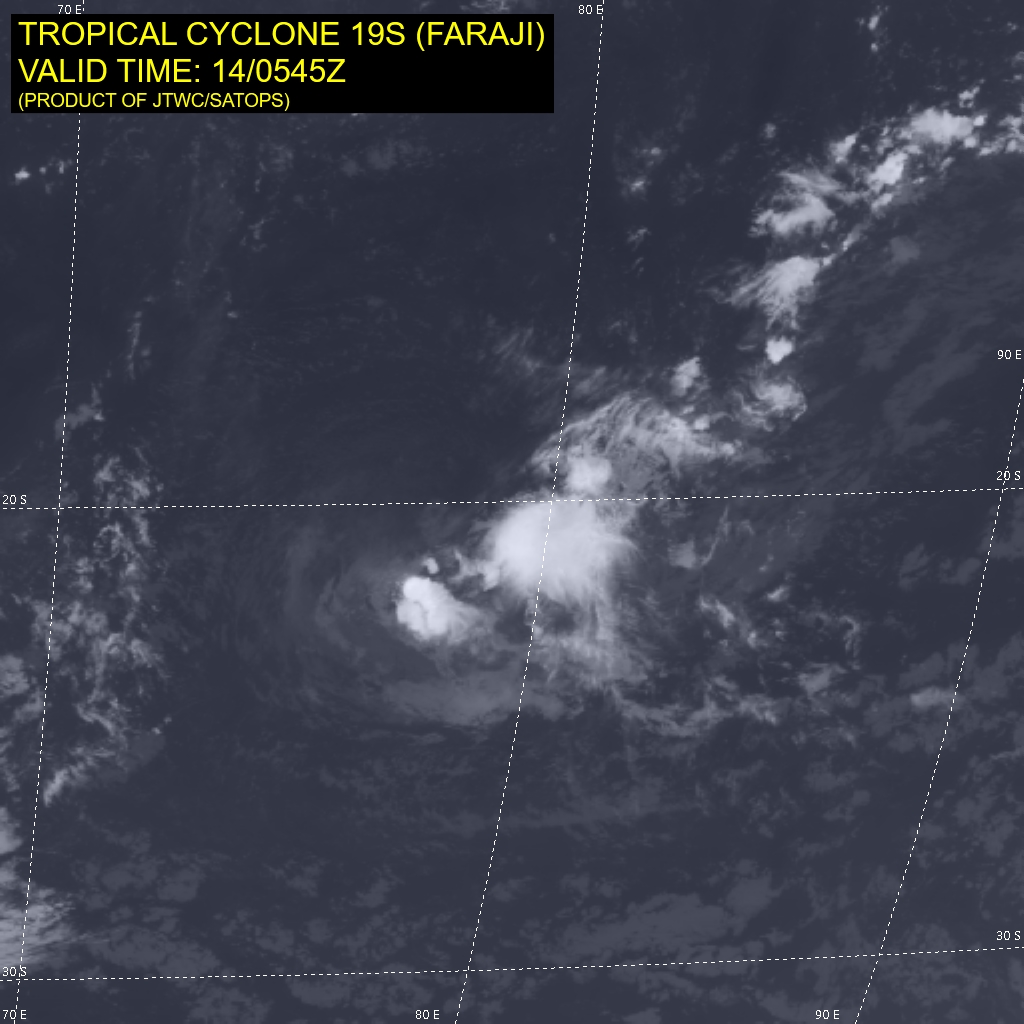 70 E
80 E
TROPICAL CYCLONE 19S (FARAJI)
VALID TIME: 14/0545Z
(PRODUCT OF JTWC/SATOPS)
90 E
20 S
20 S
30 S
30 S
70 E
80 E
90 E